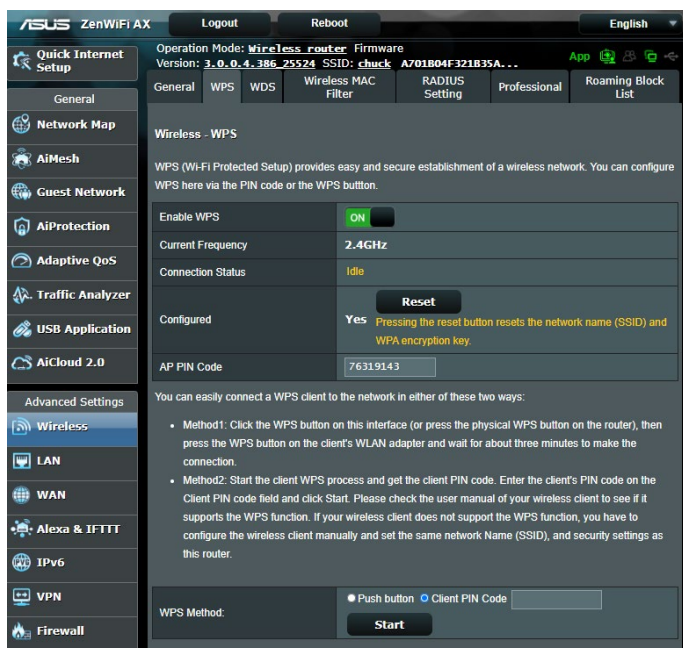 ASUS ZenWiFi AX Logout Reboot English
Operation Mode: Wireless router Firmware
Version: 3.0.0.4.386_25524 SSID: chuck A701B04F321B35A...
App
Quick Internet Setup
General
Network Map
AiMesh
Guest Network
AiProtection
Adaptive QoS
Traffic Analyzer
USB Application
AiCloud 2.0
Advanced Settings
Wireless
LAN
WAN
Alexa & IFTTT
IPv6
VPN
Firewall
General WPS WDS Wireless MAC Filter RADIUS Setting Professional Roaming Block List
Wireless - WPS
WPS (Wi-Fi Protected Setup) provides easy and secure establishment of a wireless network. You can configure
WPS here via the PIN code or the WPS buttton.
Enable WPS ON
Current Frequency 2.4GHz
Connection Status Idle
Configured Yes Reset
Pressing the reset button resets the network name (SSID) and
WPA encryption key.
AP PIN Code 76319143
You can easily connect a WPS client to the network in either of these two ways:
• Method1: Click the WPS button on this interface (or press the physical WPS button on the router), then
press the WPS button on the client's WLAN adapter and wait for about three minutes to make the
connection.
• Method2: Start the client WPS process and get the client PIN code. Enter the client's PIN code on the
Client PIN code field and click Start. Please check the user manual of your wireless client to see if it
supports the WPS function. If your wireless client does not support the WPS function, you have to
configure the wireless client manually and set the same network Name (SSID), and security settings as
this router.
WPS Method: Push button Client PIN Code
Start